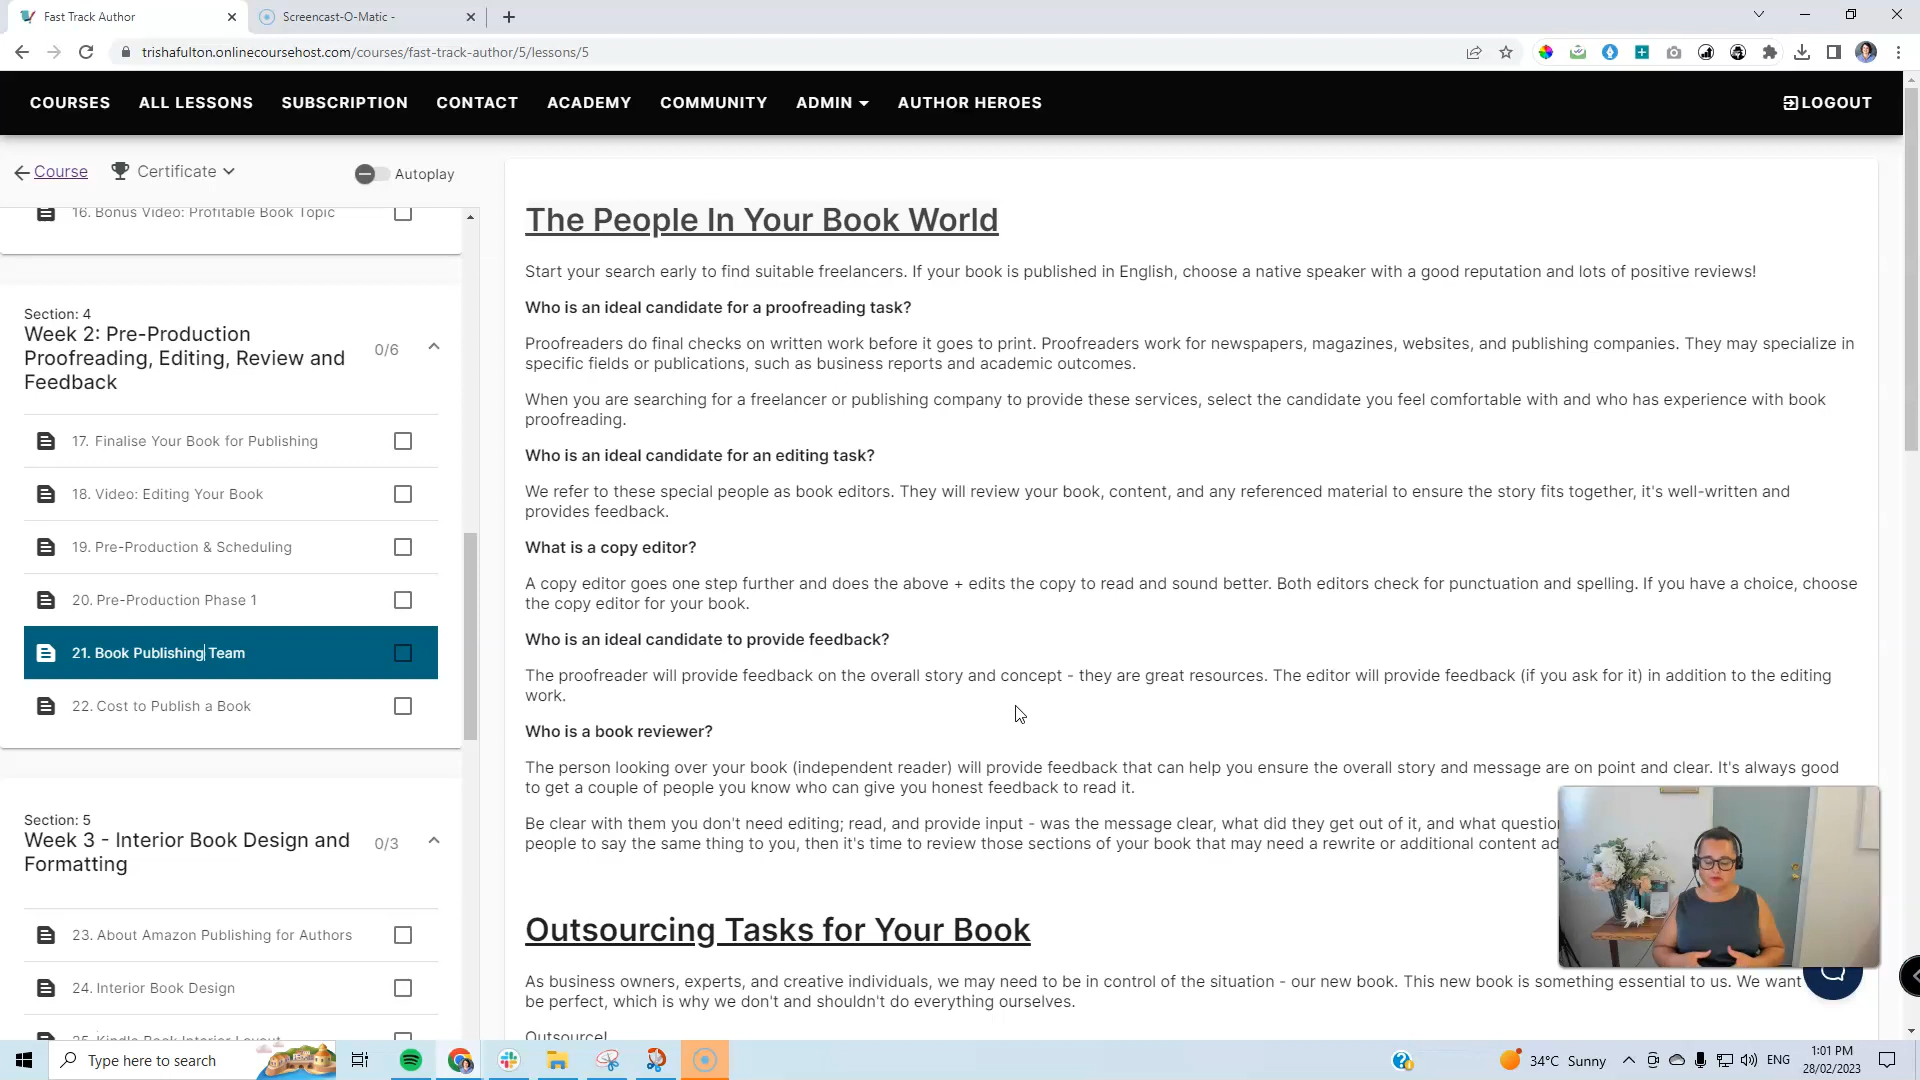 Fast Track Author
Screencast-O-Matic -
trishafulton.onlinecoursehost.com/courses/fast-track-author/5/lessons/5
COURSES ALL LESSONS SUBSCRIPTION CONTACT ACADEMY COMMUNITY ADMIN AUTHOR HEROES LOGOUT
Course Certificate Autoplay
16. Bonus Video: Profitable Book Topic
Section: 4
Week 2: Pre-Production
Proofreading, Editing, Review and
Feedback
0/6
17. Finalise Your Book for Publishing
18. Video: Editing Your Book
19. Pre-Production & Scheduling
20. Pre-Production Phase 1
21. Book Publishing Team
22. Cost to Publish a Book
Section: 5
Week 3 - Interior Book Design and
Formatting
0/3
23. About Amazon Publishing for Authors
24. Interior Book Design
25. Kindle Book Interior Layout
The People In Your Book World
Start your search early to find suitable freelancers. If your book is published in English, choose a native speaker with a good reputation and lots of positive reviews!
Who is an ideal candidate for a proofreading task?
Proofreaders do final checks on written work before it goes to print. Proofreaders work for newspapers, magazines, websites, and publishing companies. They may specialize in
specific fields or publications, such as business reports and academic outcomes.
When you are searching for a freelancer or publishing company to provide these services, select the candidate you feel comfortable with and who has experience with book
proofreading.
Who is an ideal candidate for an editing task?
We refer to these special people as book editors. They will review your book, content, and any referenced material to ensure the story fits together, it's well-written and
provides feedback.
What is a copy editor?
A copy editor goes one step further and does the above + edits the copy to read and sound better. Both editors check for punctuation and spelling. If you have a choice, choose
the copy editor for your book.
Who is an ideal candidate to provide feedback?
The proofreader will provide feedback on the overall story and concept - they are great resources. The editor will provide feedback (if you ask for it) in addition to the editing
work.
Who is a book reviewer?
The person looking over your book (independent reader) will provide feedback that can help you ensure the overall story and message are on point and clear. It's always good
to get a couple of people you know who can give you honest feedback to read it.
Be clear with them you don't need editing; read, and provide input - was the message clear, what did they get out of it, and what
people to say the same thing to you, then it's time to review those sections of your book that may need a rewrite or additional content
Outsourcing Tasks for Your Book
As business owners, experts, and creative individuals, we may need to be in control of the situation - our new book. This new book is something essential to us. We want
be perfect, which is why we don't and shouldn't do everything ourselves.
Outsource!
Type here to search
34°C Sunny
ENG
1:01 PM
28/02/2023